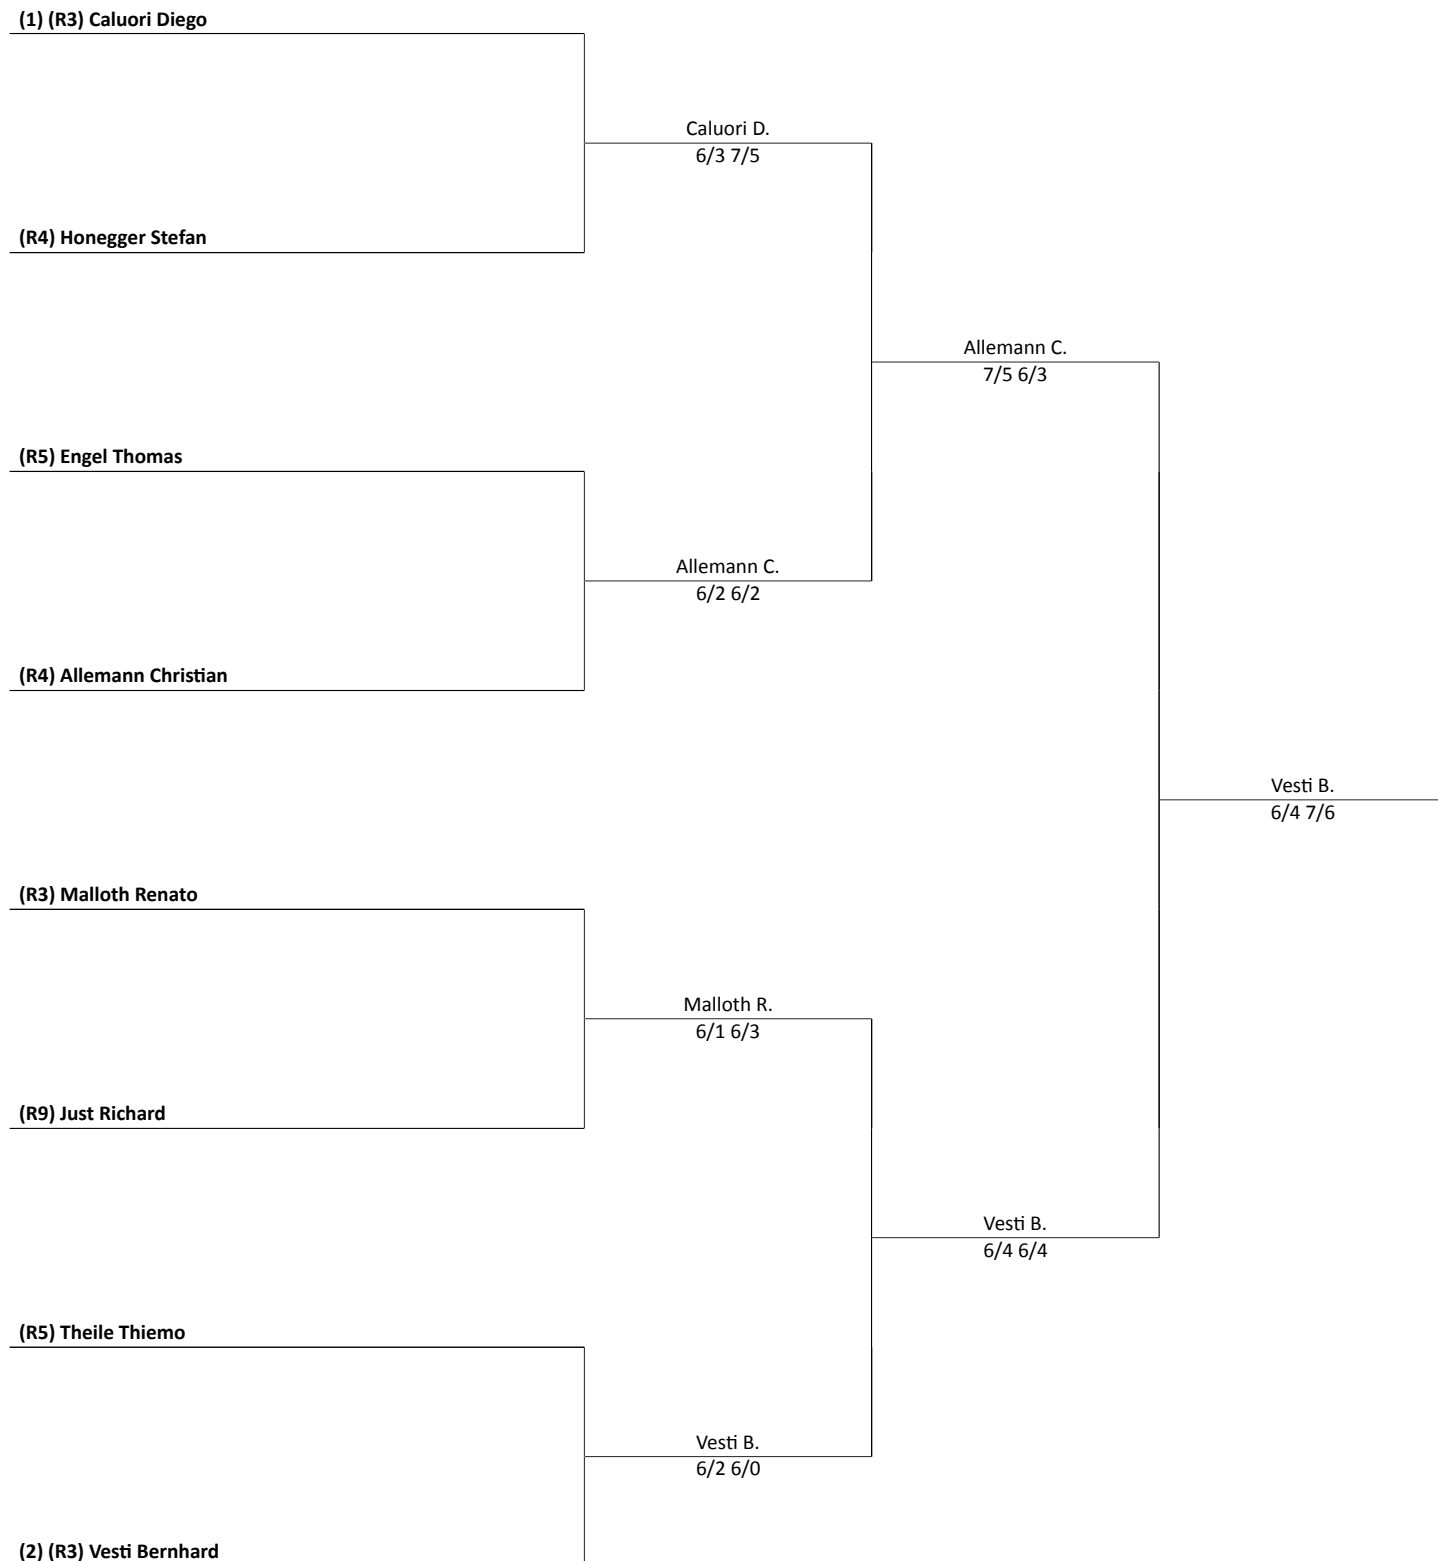 (1) (R3) Caluori Diego
Caluori D.
6/3 7/5
(R4) Honegger Stefan
Allemann C.
7/5 6/3
(R5) Engel Thomas
Allemann C.
6/2 6/2
(R4) Allemann Christian
Vesti B.
6/4 7/6
(R3) Malloth Renato
Malloth R.
6/1 6/3
(R9) Just Richard
Vesti B.
6/4 6/4
(R5) Theile Thiemo
Vesti B.
6/2 6/0
(2) (R3) Vesti Bernhard